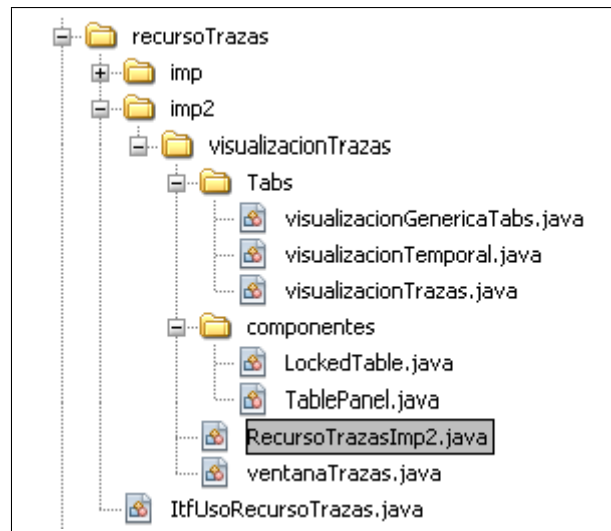 recursoTrazas
imp
imp2
visualizacionTrazas
Tabs
visualizacionGenericaTabs.java
visualizacionTemporal.java
visualizacionTrazas.java
componentes
LockedTable.java
TablePanel.java
RecursoTrazasImp2.java
ventanaTrazas.java
ItfUsoRecursoTrazas.java